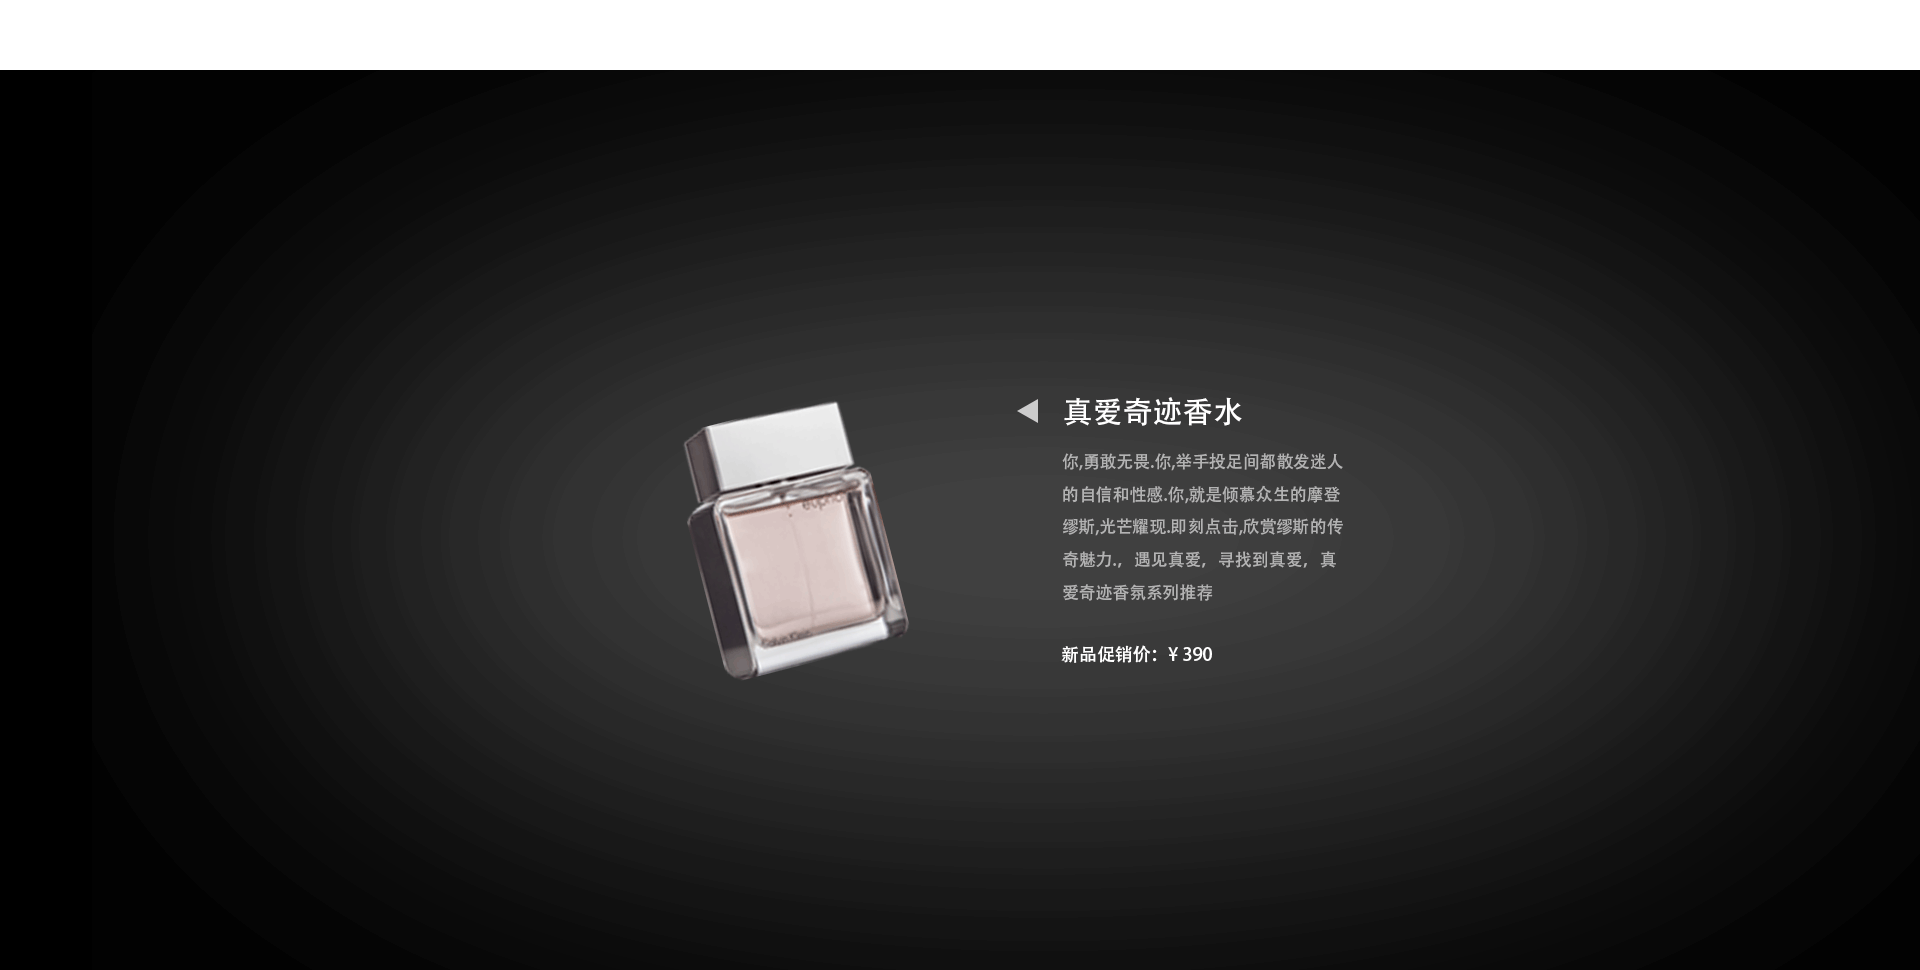 真爱奇迹香水
你,勇敢无畏.你,举手投足间都散发迷人
的自信和性感.你,就是倾慕众生的摩登
缪斯,光芒耀现.即刻点击,欣赏缪斯的传
奇魅力.，遇见真爱，寻找到真爱，真
爱奇迹香氛系列推荐
新品促销价：¥ 390
Calvin Klein